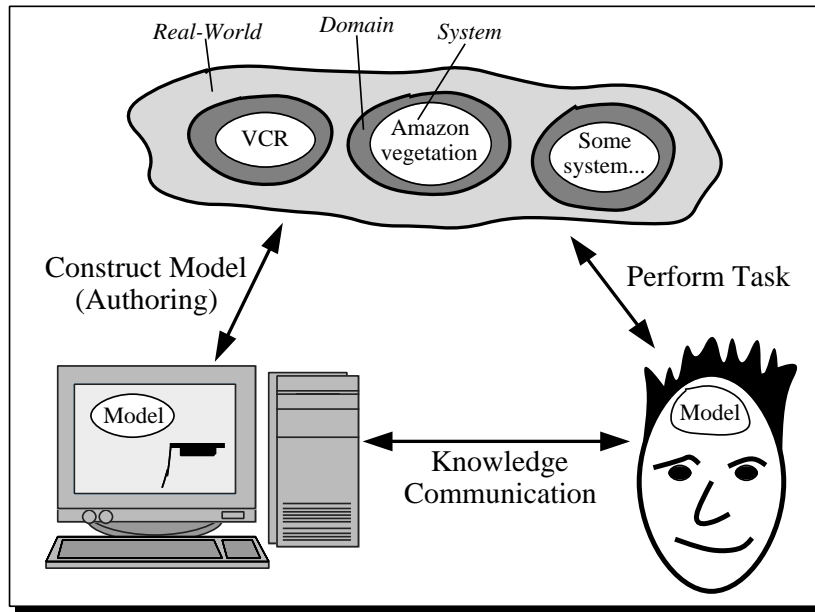 Real-World
Domain
System
VCR
Amazon
vegetation
Some
system...
Construct Model
(Authoring)
Perform Task
Model
Model
Knowledge
Communication